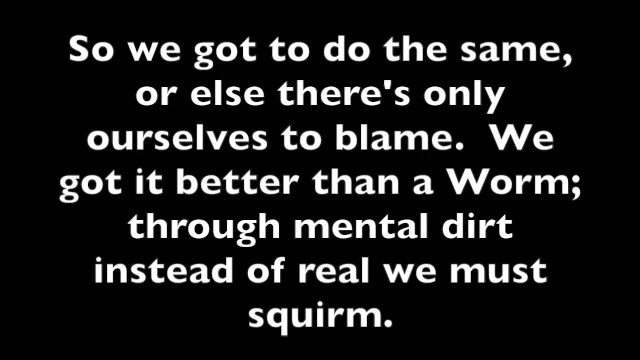 So we got to do the same,
or else there's only
ourselves to blame.  We
got it better than a Worm;
through mental dirt
instead of real we must
squirm.